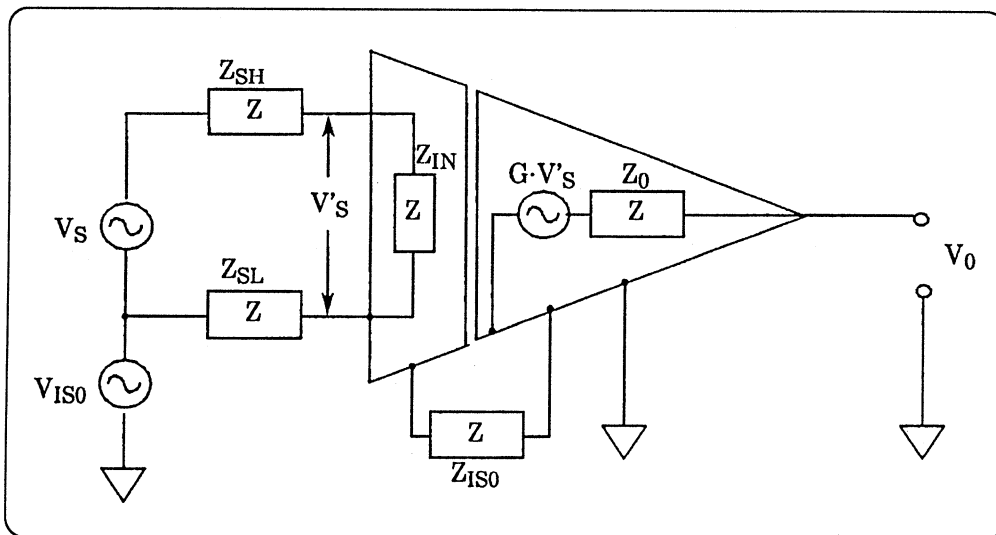 Z_SH
Z
Z_IN
Z
V'_S
G·V'_S
Z_0
Z
V_S
Z_SL
Z
V_0
V_IS0
Z
Z_IS0